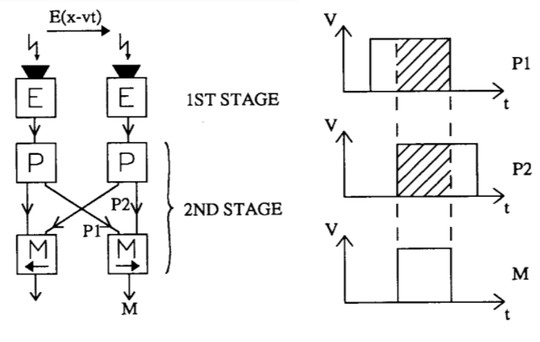 E(x-vt)
E E 1ST STAGE
P P
P2 2ND STAGE
P1
M M
M
V
P1
t
V
P2
t
V
M
t